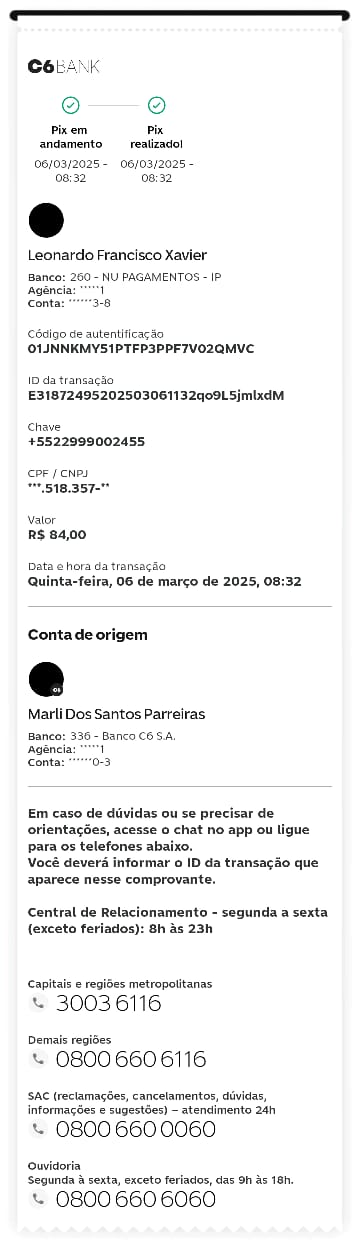 C6BANK
Pix em andamento
Pix realizado!
06/03/2025 - 08:32
06/03/2025 - 08:32
Leonardo Francisco Xavier
Banco: 260 - NU PAGAMENTOS - IP
Agência: *****1
Conta: ******3-8
Código de autentificação
01JNNKMY51PTFP3PPF7V02QMVC
ID da transação
E31872495202503061132qo9L5jmlxdM
Chave
+5522999002455
CPF / CNPJ
***.518.357-**
Valor
R$ 84,00
Data e hora da transação
Quinta-feira, 06 de março de 2025, 08:32
Conta de origem
C6
Marli Dos Santos Parreiras
Banco: 336 - Banco C6 S.A.
Agência: *****1
Conta: ******0-3
Em caso de dúvidas ou se precisar de
orientações, acesse o chat no app ou ligue
para os telefones abaixo.
Você deverá informar o ID da transação que
aparece nesse comprovante.
Central de Relacionamento - segunda a sexta
(exceto feriados): 8h às 23h
Capitais e regiões metropolitanas
3003 6116
Demais regiões
0800 660 6116
SAC (reclamações, cancelamentos, dúvidas,
informações e sugestões) – atendimento 24h
0800 660 0060
Ouvidoria
Segunda à sexta, exceto feriados, das 9h às 18h.
0800 660 6060